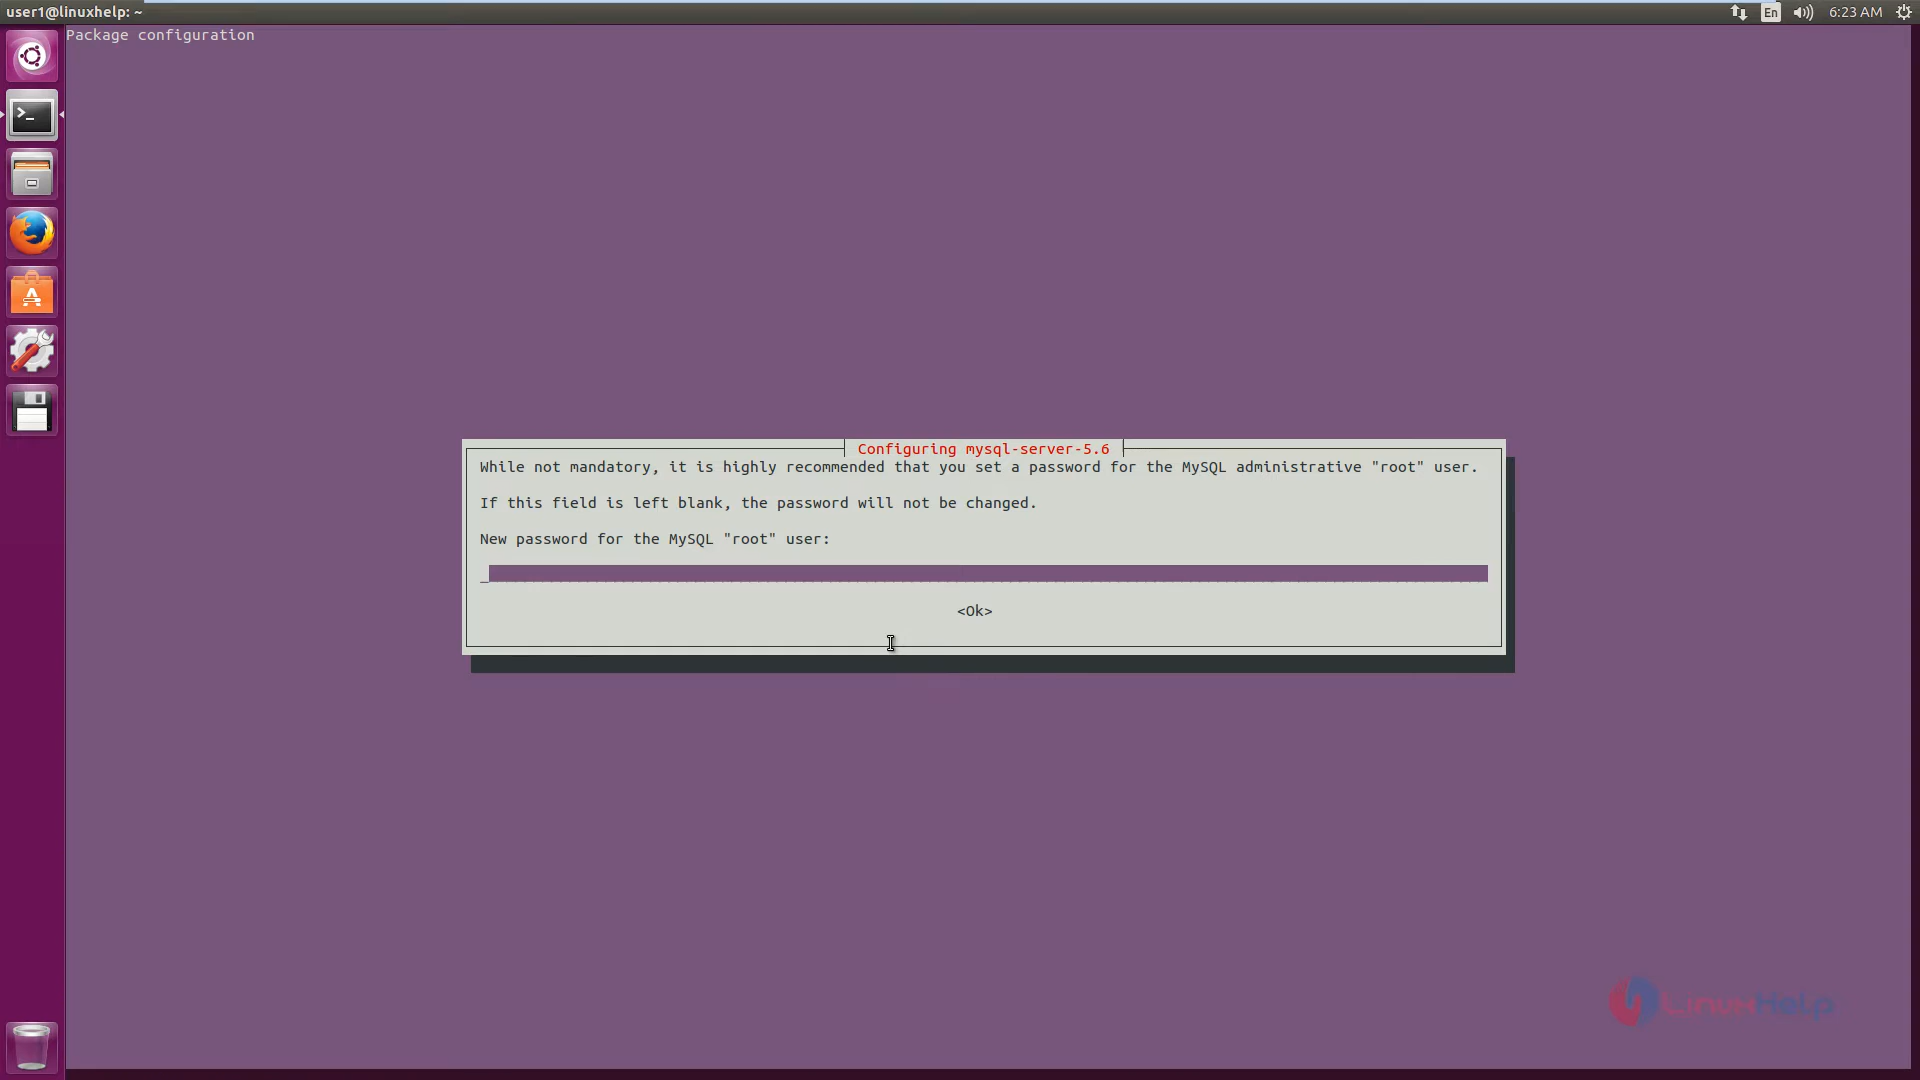 user1@linuxhelp: ~
En
6:23 AM
Package configuration
Configuring mysql-server-5.6
While not mandatory, it is highly recommended that you set a password for the MySQL administrative "root" user.
If this field is left blank, the password will not be changed.
New password for the MySQL "root" user:
<Ok>
LinuxHelp